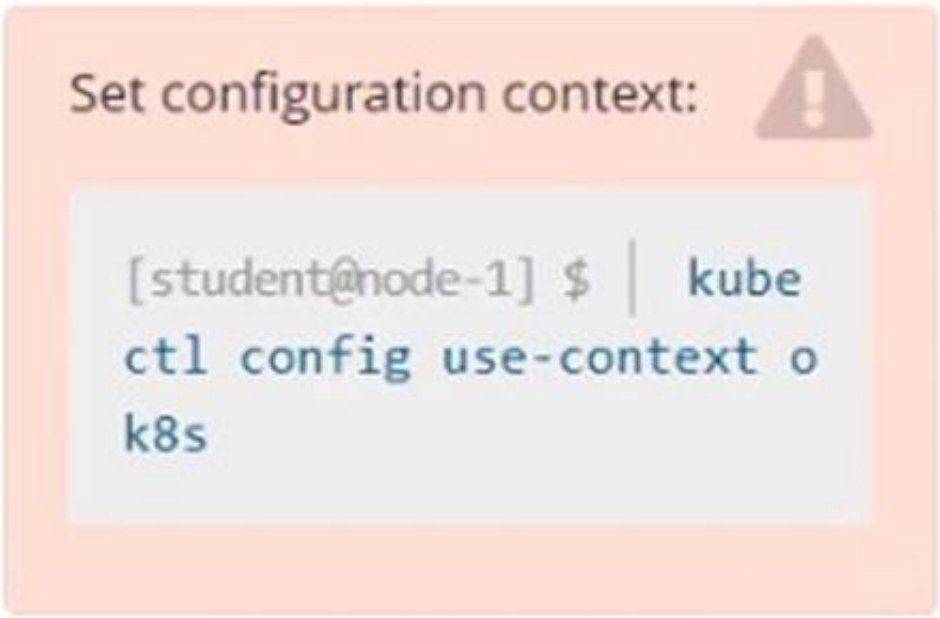 Set configuration context:
[student@node-1] $ | kube
ctl config use-context o
k8s